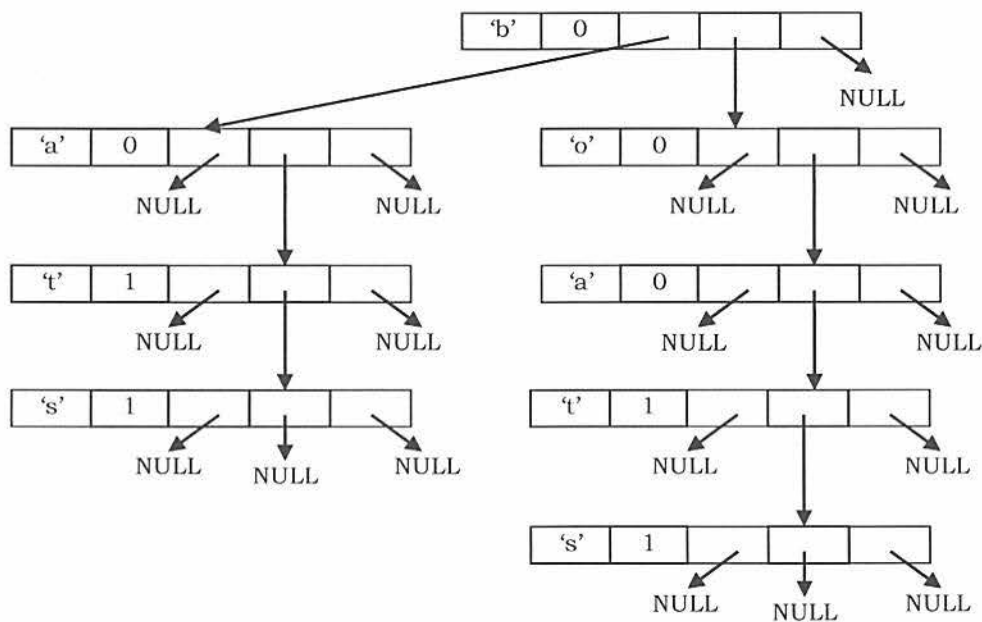 ‘b’ 0
NULL
‘a’ 0 ‘o’ 0
NULL NULL NULL NULL
‘t’ 1 ‘a’ 0
NULL NULL NULL NULL
‘s’ 1 ‘t’ 1
NULL NULL NULL NULL NULL
‘s’ 1
NULL NULL NULL